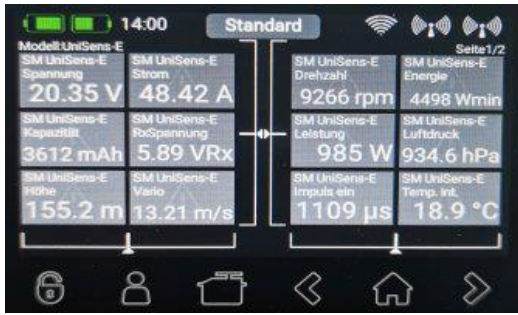 14:00
Standard
Modell:UniSens-E
Seite1/2
SM UniSens-E
Spannung
20.35 V
SM UniSens-E
Strom
48.42 A
SM UniSens-E
Drehzahl
9266 rpm
SM UniSens-E
Energie
4498 Wmin
SM UniSens-E
Kapazität
3612 mAh
SM UniSens-E
RxSpannung
5.89 VRx
SM UniSens-E
Leistung
985 W
SM UniSens-E
Luftdruck
934.6 hPa
SM UniSens-E
Höhe
155.2 m
SM UniSens-E
Vario
13.21 m/s
SM UniSens-E
Impuls ein
1109 µs
SM UniSens-E
Temp. int.
18.9 °C